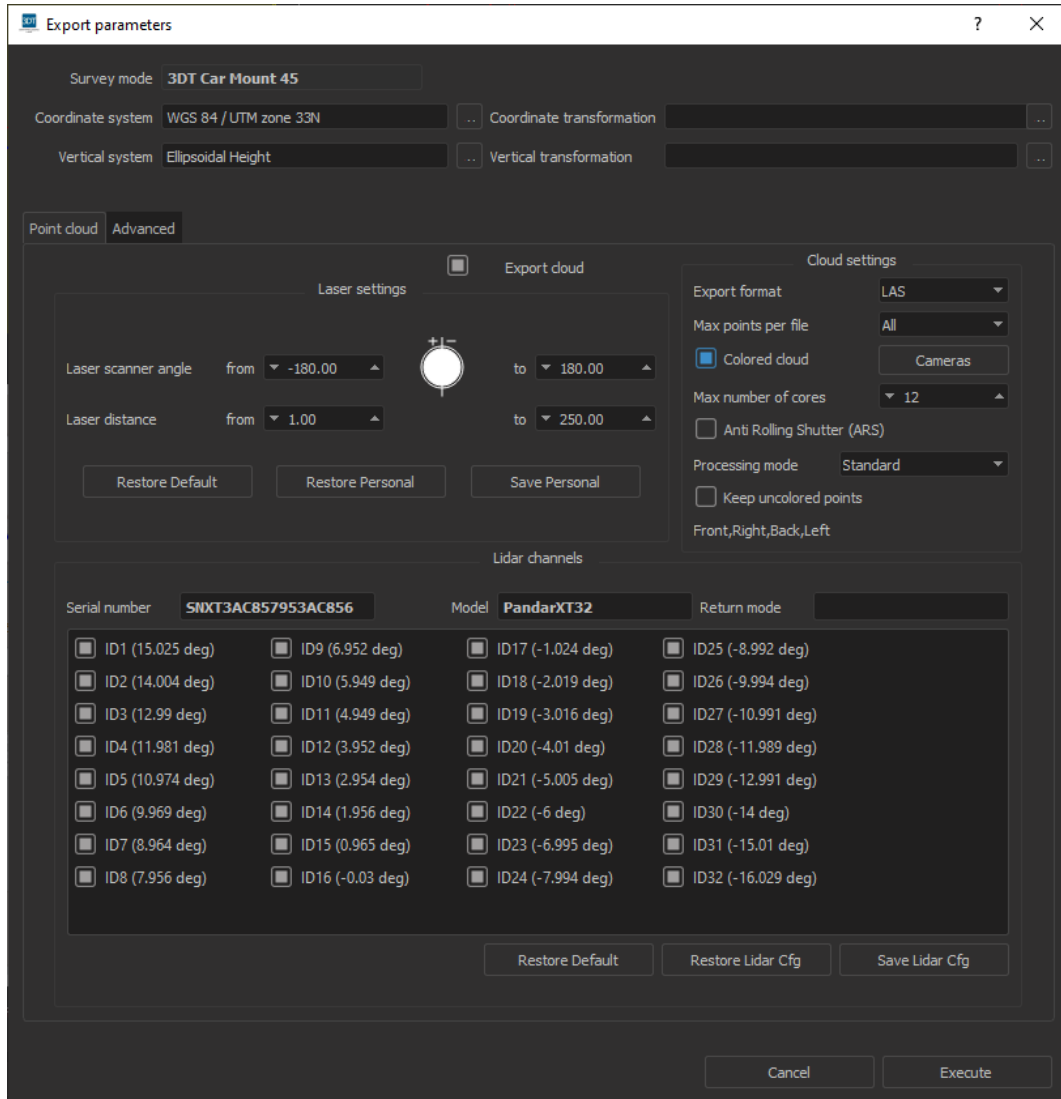 3DT Export parameters ? ×
Survey mode 3DT Car Mount 45
Coordinate system WGS 84 / UTM zone 33N .. Coordinate transformation ..
Vertical system Ellipsoidal Height .. Vertical transformation ..
Point cloud Advanced
Export cloud
Laser settings
Laser scanner angle from -180.00 +|- to 180.00
Laser distance from 1.00 to 250.00
Restore Default Restore Personal Save Personal
Cloud settings
Export format LAS
Max points per file All
Colored cloud Cameras
Max number of cores 12
Anti Rolling Shutter (ARS)
Processing mode Standard
Keep uncolored points
Front,Right,Back,Left
Lidar channels
Serial number SNXT3AC857953AC856 Model PandarXT32 Return mode
ID1 (15.025 deg) ID9 (6.952 deg) ID17 (-1.024 deg) ID25 (-8.992 deg)
ID2 (14.004 deg) ID10 (5.949 deg) ID18 (-2.019 deg) ID26 (-9.994 deg)
ID3 (12.99 deg) ID11 (4.949 deg) ID19 (-3.016 deg) ID27 (-10.991 deg)
ID4 (11.981 deg) ID12 (3.952 deg) ID20 (-4.01 deg) ID28 (-11.989 deg)
ID5 (10.974 deg) ID13 (2.954 deg) ID21 (-5.005 deg) ID29 (-12.991 deg)
ID6 (9.969 deg) ID14 (1.956 deg) ID22 (-6 deg) ID30 (-14 deg)
ID7 (8.964 deg) ID15 (0.965 deg) ID23 (-6.995 deg) ID31 (-15.01 deg)
ID8 (7.956 deg) ID16 (-0.03 deg) ID24 (-7.994 deg) ID32 (-16.029 deg)
Restore Default Restore Lidar Cfg Save Lidar Cfg
Cancel Execute